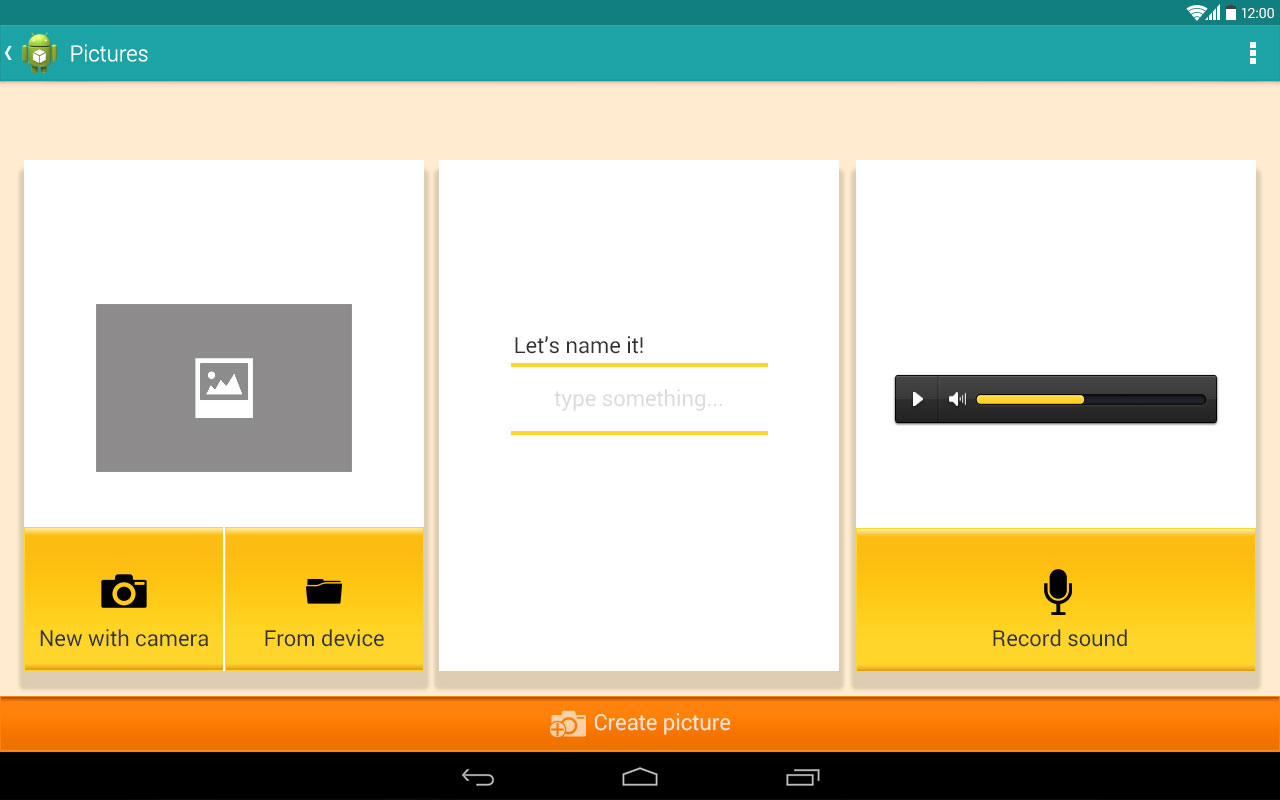 12:00
Pictures
Let's name it!
type something...
New with camera
From device
Record sound
Create picture